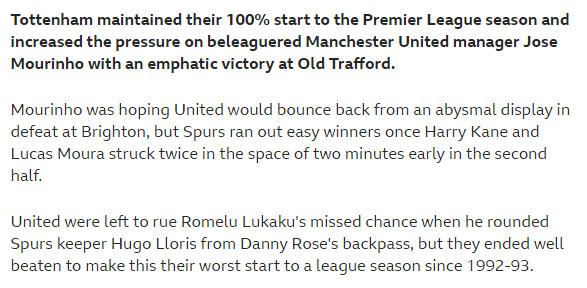 Tottenham maintained their 100% start to the Premier League season and
increased the pressure on beleaguered Manchester United manager Jose
Mourinho with an emphatic victory at Old Trafford.
Mourinho was hoping United would bounce back from an abysmal display in
defeat at Brighton, but Spurs ran out easy winners once Harry Kane and
Lucas Moura struck twice in the space of two minutes early in the second
half.
United were left to rue Romelu Lukaku's missed chance when he rounded
Spurs keeper Hugo Lloris from Danny Rose's backpass, but they ended well
beaten to make this their worst start to a league season since 1992-93.